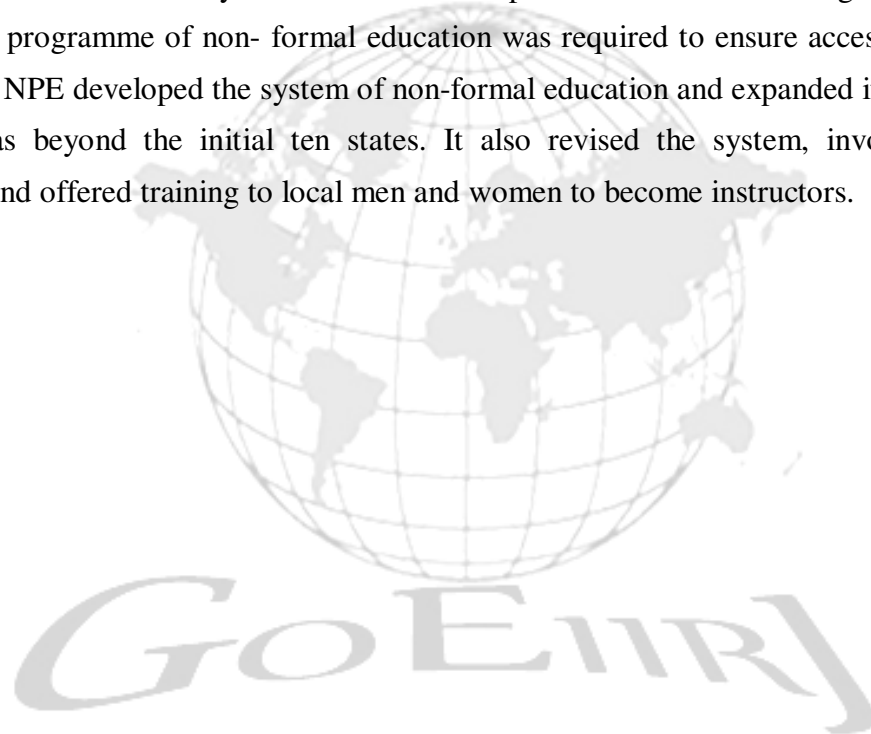 programme of non- formal education was required to ensure acces
NPE developed the system of non-formal education and expanded i
as beyond the initial ten states. It also revised the system, invo
nd offered training to local men and women to become instructors.
GOEIIRJ